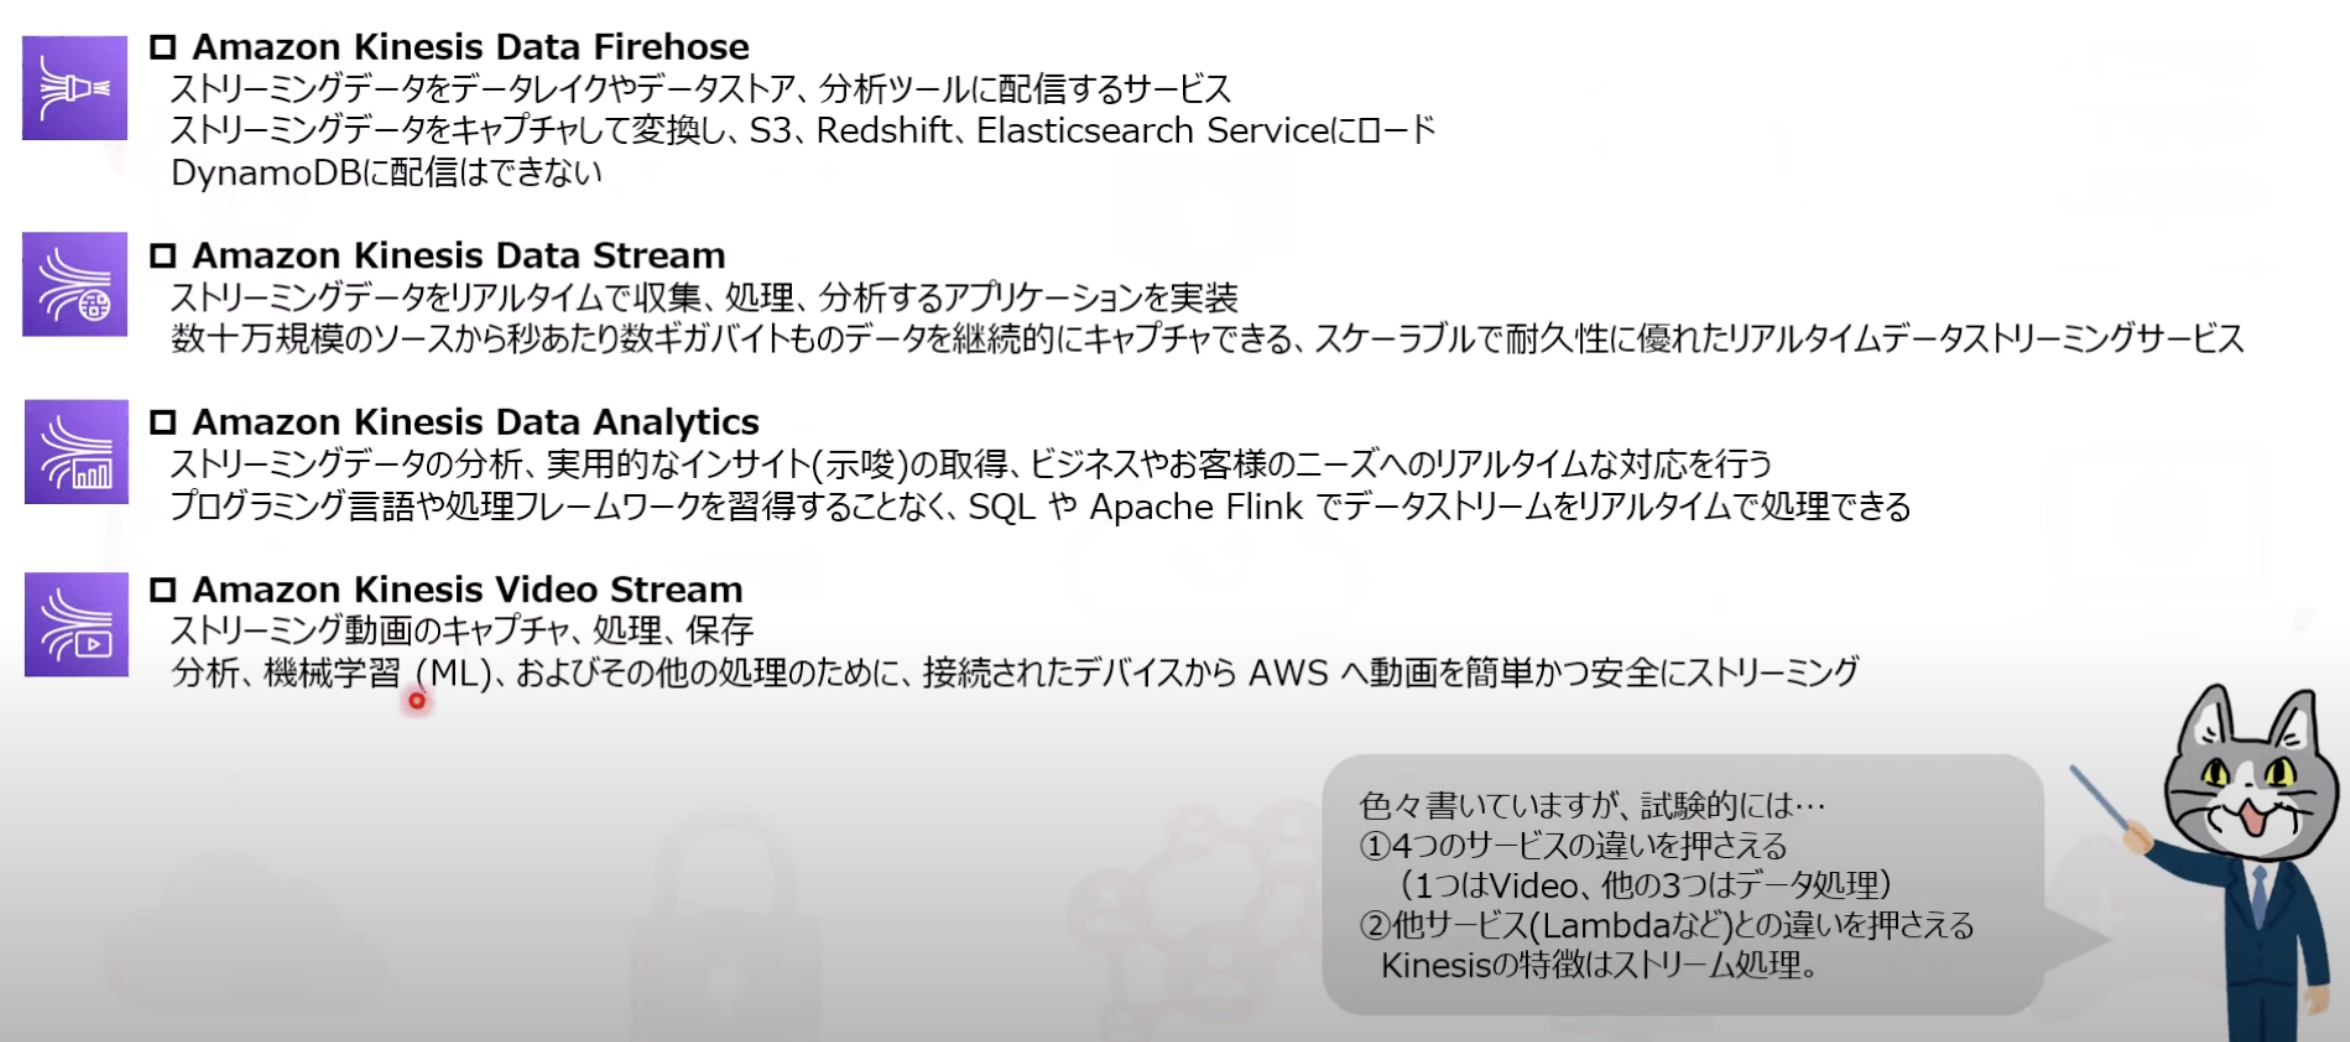 □ Amazon Kinesis Data Firehose
ストリーミングデータをデータレイクやデータストア、分析ツールに配信するサービス
ストリーミングデータをキャプチャして変換し、S3、Redshift、Elasticsearch Serviceにロード
DynamoDBに配信はできない
□ Amazon Kinesis Data Stream
ストリーミングデータをリアルタイムで収集、処理、分析するアプリケーションを実装
数十万規模のソースから秒あたり数ギガバイトものデータを継続的にキャプチャできる、スケーラブルで耐久性に優れたリアルタイムデータストリーミングサービス
□ Amazon Kinesis Data Analytics
ストリーミングデータの分析、実用的なインサイト(示唆)の取得、ビジネスやお客様のニーズへのリアルタイムな対応を行う
プログラミング言語や処理フレームワークを習得することなく、SQL や Apache Flink でデータストリームをリアルタイムで処理できる
□ Amazon Kinesis Video Stream
ストリーミング動画のキャプチャ、処理、保存
分析、機械学習 (ML)、およびその他の処理のために、接続されたデバイスから AWS へ動画を簡単かつ安全にストリーミング
色々書いていますが、試験的には…
①4つのサービスの違いを押さえる
（1つはVideo、他の3つはデータ処理）
②他サービス(Lambdaなど)との違いを押さえる
Kinesisの特徴はストリーム処理。